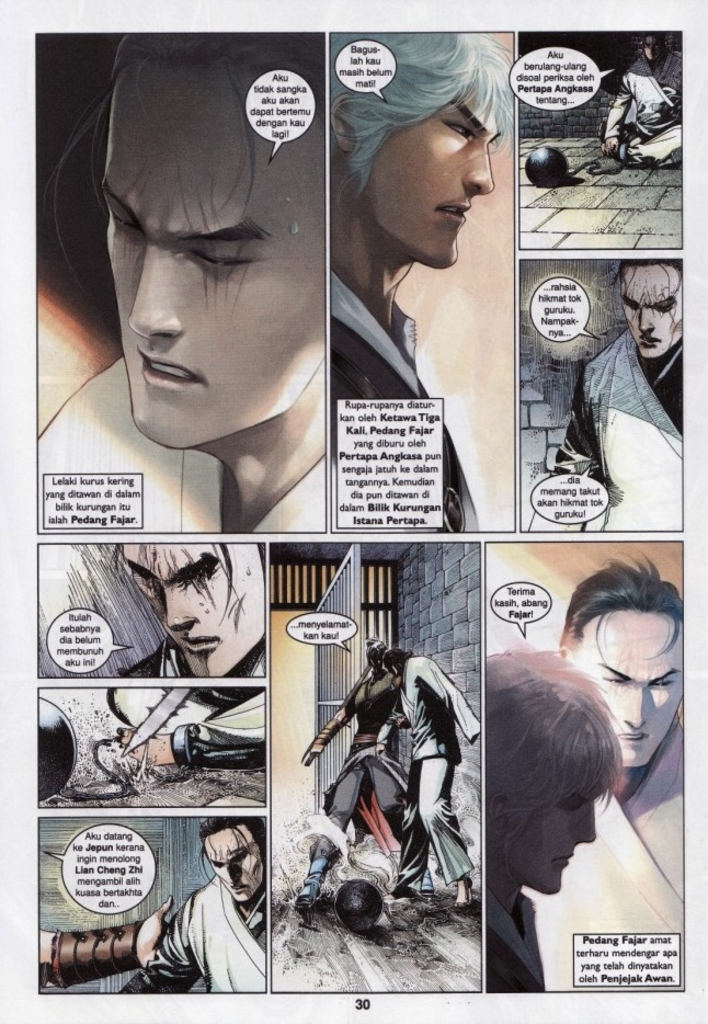 Aku
tidak sangka
aku akan
dapat bertemu
dengan kau
lagi!
Lelaki kurus kering
yang ditawan di dalam
bilik kurungan itu
ialah Pedang Fajar.
Bagus-
lah kau
masih belum
mati!
Rupa-rupanya diatur-
kan oleh Ketawa Tiga
Kali, Pedang Fajar
yang diburu oleh
Pertapa Angkasa pun
sengaja jatuh ke dalam
tangannya. Kemudian
dia pun ditawan di
dalam Bilik Kurungan
Istana Pertapa.
Aku
berulang-ulang
disoal periksa oleh
Pertapa Angkasa
tentang...
...rahsia
hikmat tok
guruku.
Nampak-
nya...
...dia
memang takut
akan hikmat tok
guruku!
Itulah
sebabnya
dia belum
membunuh
aku ini!
Aku datang
ke Jepun kerana
ingin menolong
Lian Cheng Zhi
mengambil alih
kuasa bertakhta
dan..
...menyelamat-
kan kau!
Terima
kasih, abang
Fajar!
Pedang Fajar amat
terharu mendengar apa
yang telah dinyatakan
oleh Penjejak Awan.
30